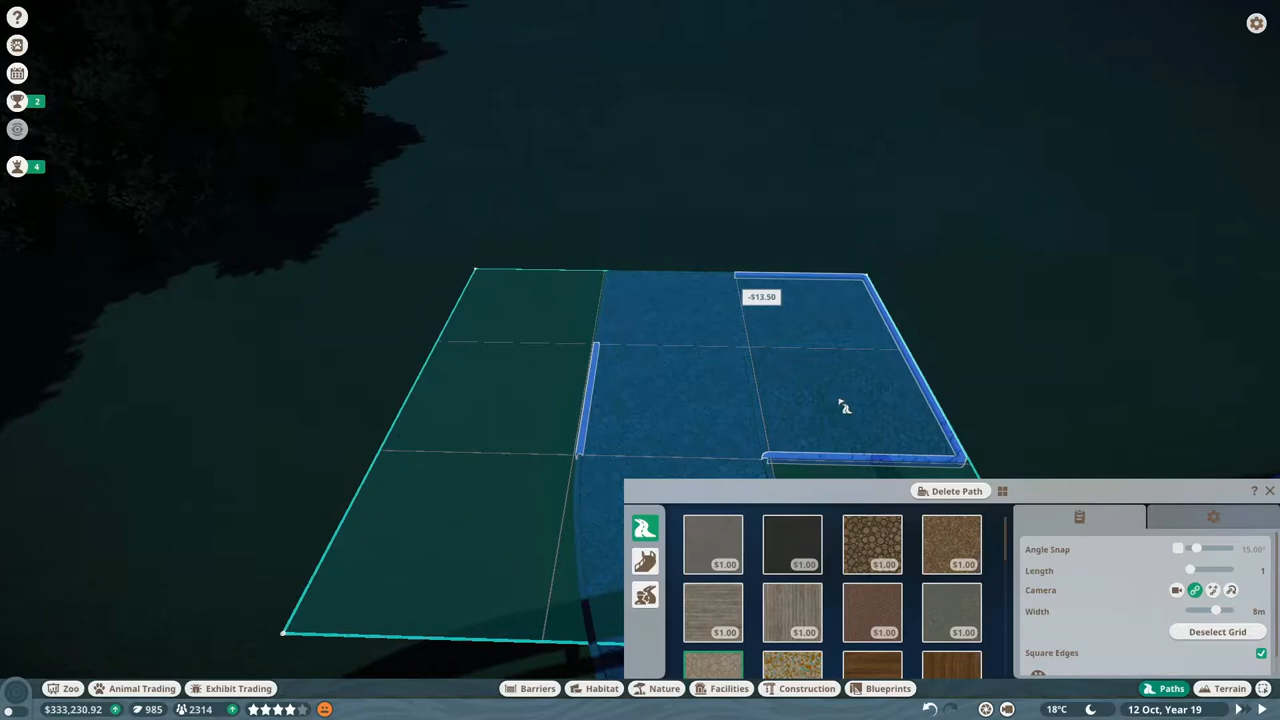 ?
2
4
-$13.50
Delete Path
?
$1.00 $1.00 $1.00 $1.00
$1.00 $1.00 $1.00 $1.00
Angle Snap 15.00°
Length 1
Camera
Width 8m
Deselect Grid
Square Edges
Zoo Animal Trading Exhibit Trading Barriers Habitat Nature Facilities Construction Blueprints Paths Terrain
$333,230.92 985 2314 18°C 12 Oct, Year 19